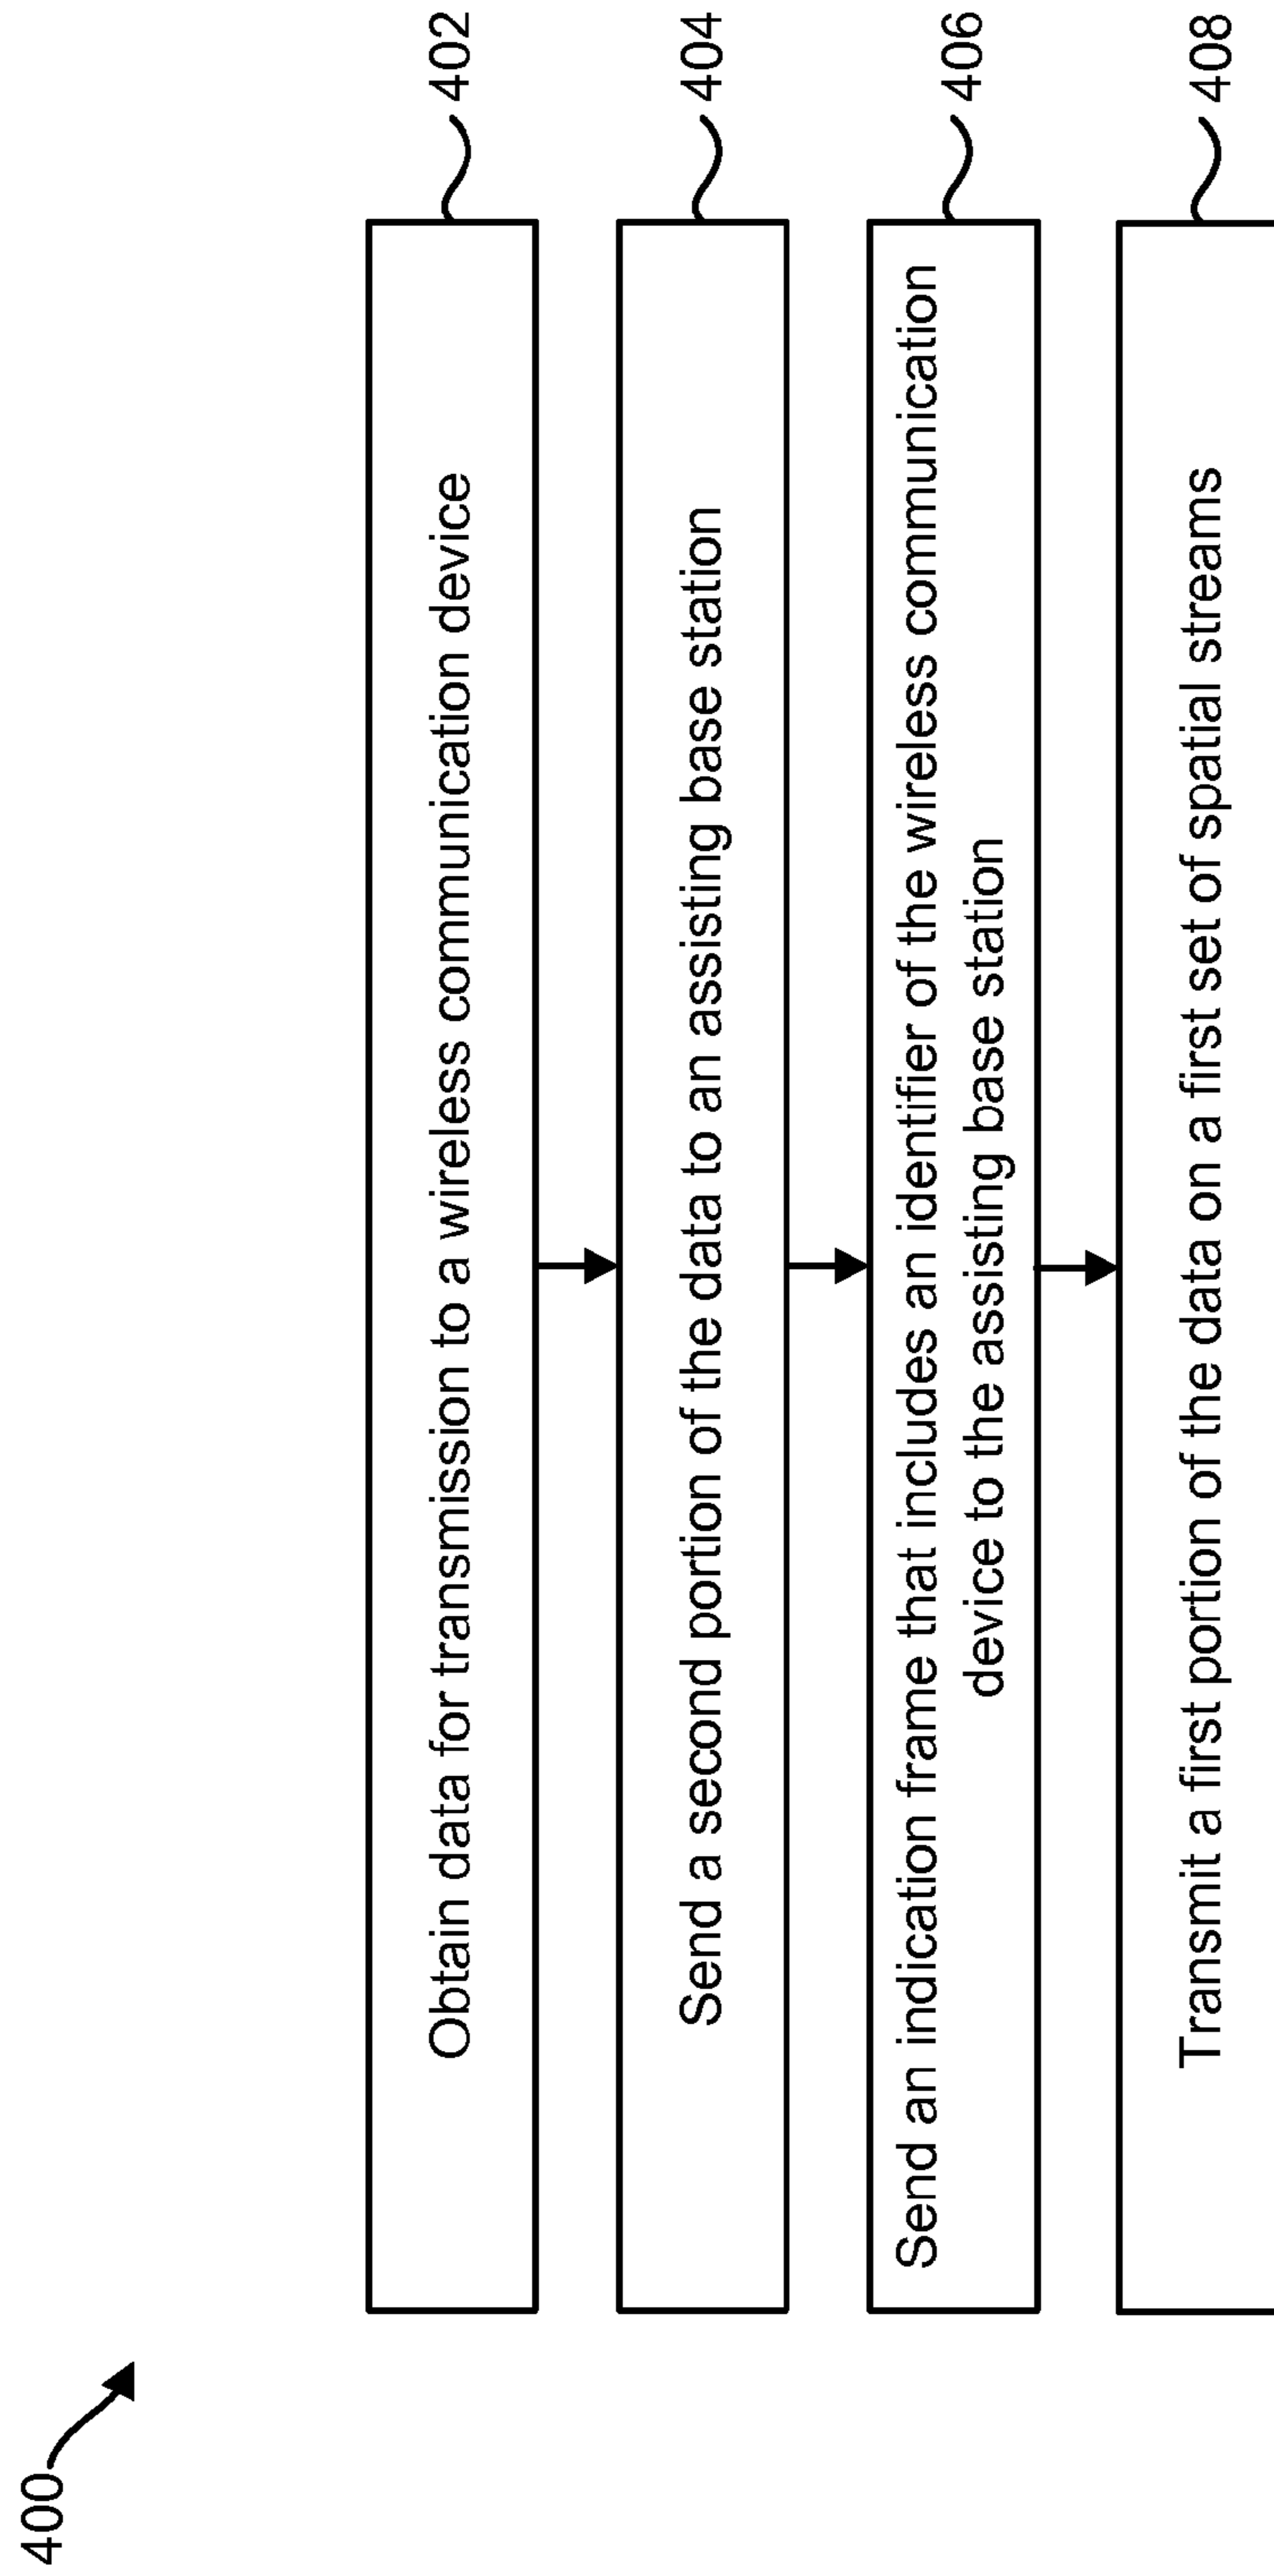 400
Obtain data for transmission to a wireless communication device
402
Send a second portion of the data to an assisting base station
404
Send an indication frame that includes an identifier of the wireless communication
device to the assisting base station
406
Transmit a first portion of the data on a first set of spatial streams
408